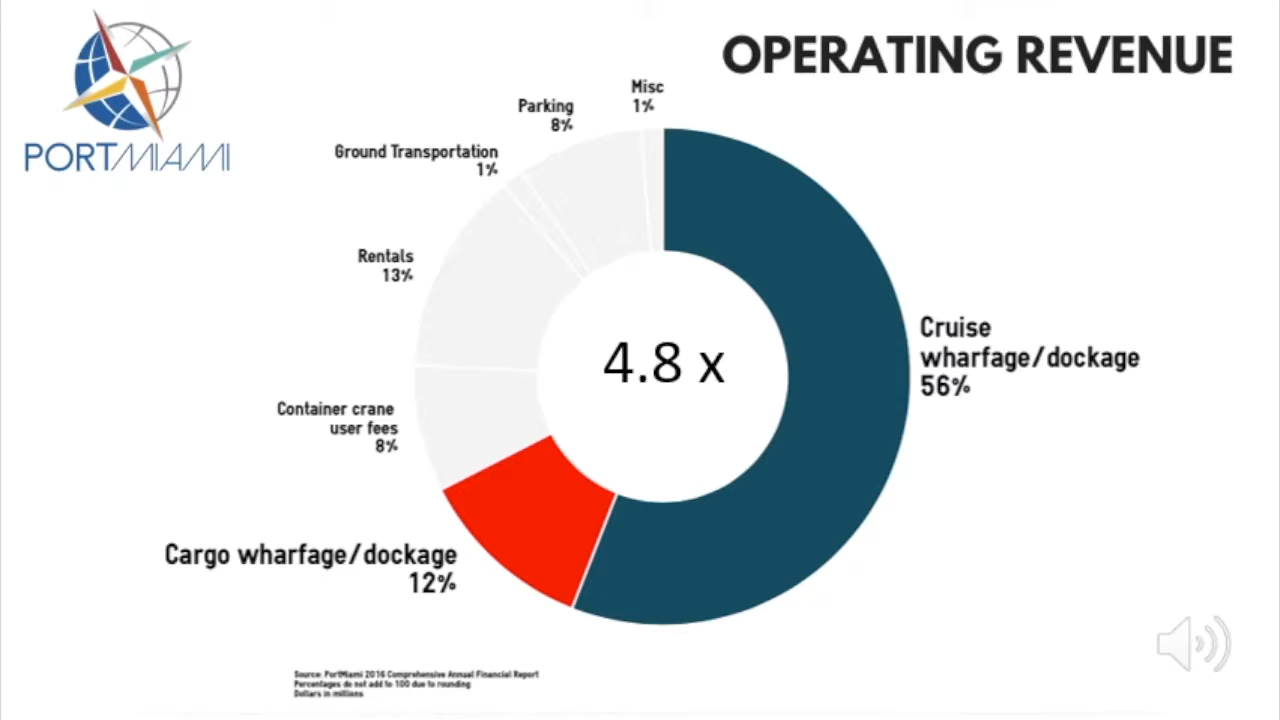 OPERATING REVENUE
PORTMIAMI
Misc
1%
Parking
8%
Ground Transportation
1%
Rentals
13%
Container crane
user fees
8%
Cargo wharfage/dockage
12%
4.8 x
Cruise
wharfage/dockage
56%
Source: PortMiami 2016 Comprehensive Annual Financial Report
Percentages do not add to 100 due to rounding
Dollars in millions